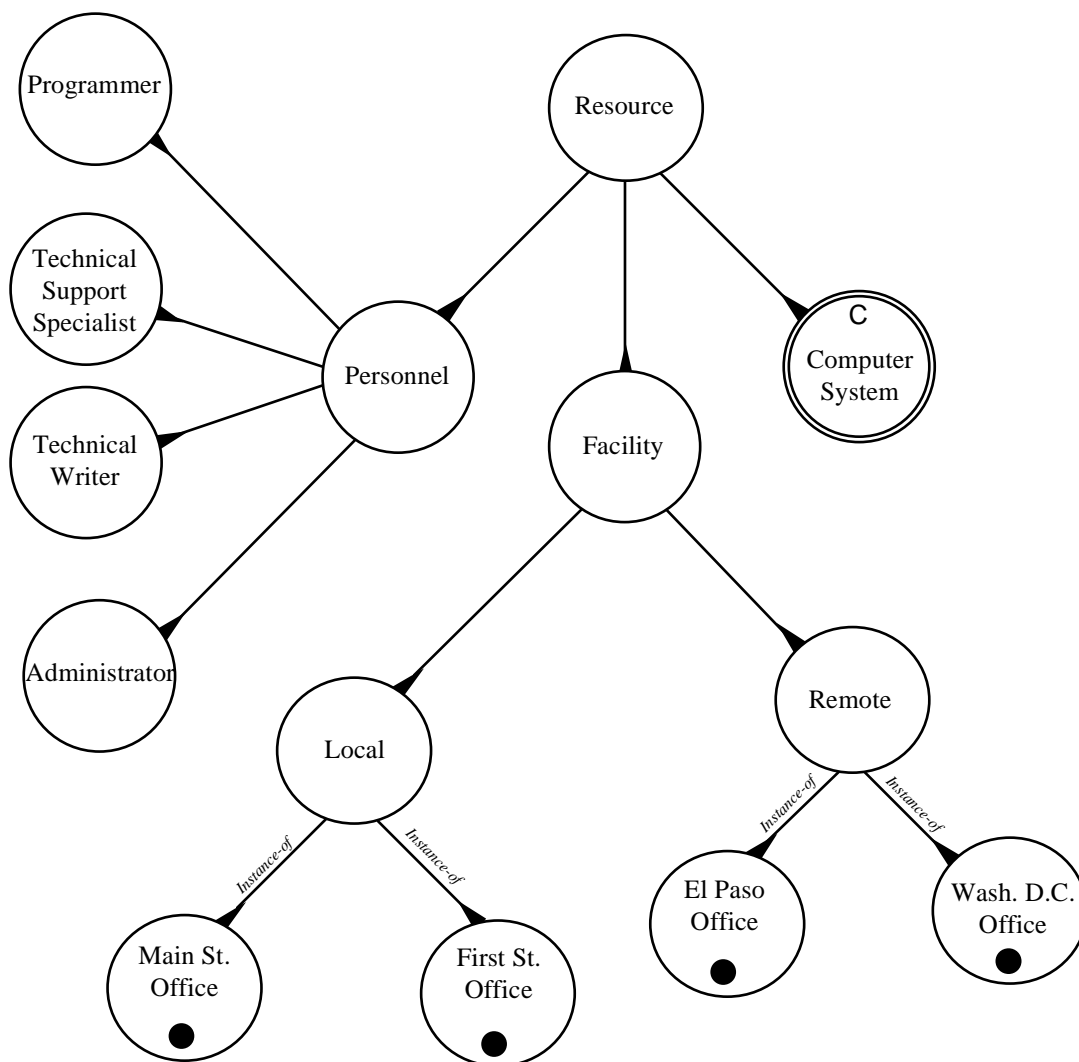 Programmer
Resource
Technical
Support
Specialist
C
Computer
System
Personnel
Technical
Writer
Facility
Administrator
Remote
Local
Instance-of
Instance-of
Instance-of
Instance-of
El Paso
Office
Wash. D.C.
Office
Main St.
Office
First St.
Office